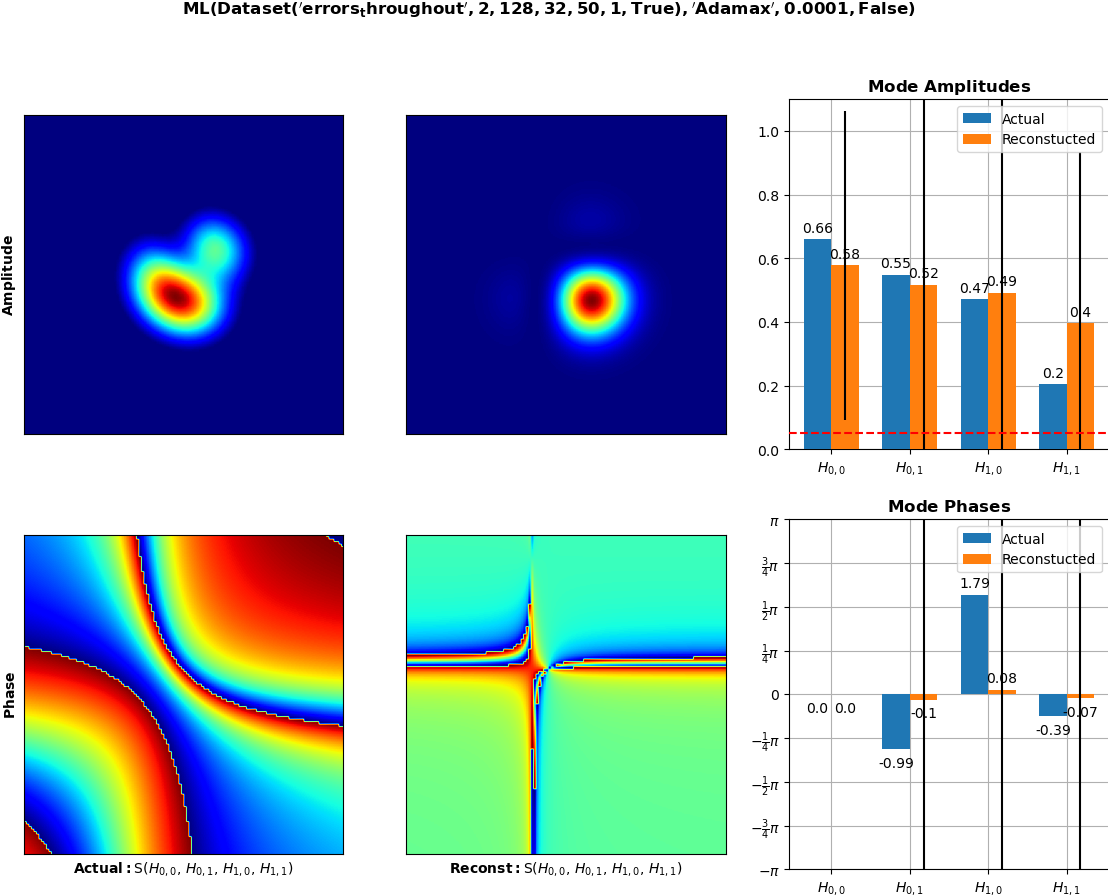 ML(Dataset('errors_throughout', 2, 128, 32, 50, 1, True), 'Adamax', 0.0001, False)
Amplitude
Mode Amplitudes
Actual
Reconstucted
1.0
0.8
0.6
0.4
0.2
0.0
0.66
0.58
0.55
0.52
0.47
0.49
0.2
0.4
H0,0
H0,1
H1,0
H1,1
Phase
Actual: S(H0,0, H0,1, H1,0, H1,1)
Reconst: S(H0,0, H0,1, H1,0, H1,1)
Mode Phases
Actual
Reconstucted
π
3/4π
1/2π
1/4π
0
−1/4π
−1/2π
−3/4π
−π
0.0
0.0
-0.99
-0.1
1.79
0.08
-0.39
-0.07
H0,0
H0,1
H1,0
H1,1